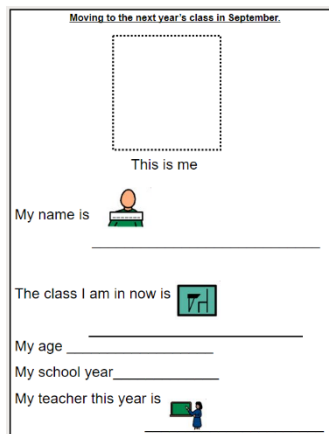 Moving to the next year's class in September.
This is me
My name is
The class I am in now is
My age
My school year
My teacher this year is